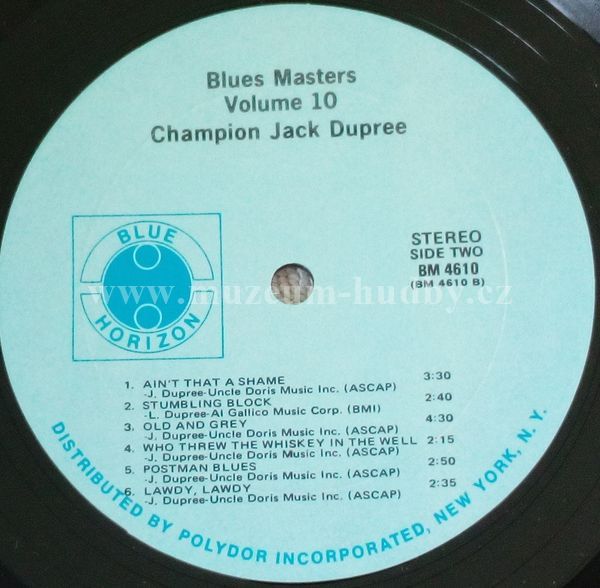 Blues Masters
Volume 10
Champion Jack Dupree
BLUE
HORIZON
STEREO
SIDE TWO
BM 4610
(BM 4610 B)
www.muzeum-hudby.cz
1. AIN'T THAT A SHAME 3:30
-J. Dupree-Uncle Doris Music Inc. (ASCAP)
2. STUMBLING BLOCK 2:40
-L. Dupree-Al Gallico Music Corp. (BMI)
3. OLD AND GREY 4:30
-J. Dupree-Uncle Doris Music Inc. (ASCAP)
4. WHO THREW THE WHISKEY IN THE WELL 2:15
-J. Dupree-Uncle Doris Music Inc. (ASCAP)
5. POSTMAN BLUES 2:50
-J. Dupree-Uncle Doris Music Inc. (ASCAP)
6. LAWDY, LAWDY 2:35
-J. Dupree-Uncle Doris Music Inc. (ASCAP)
DISTRIBUTED BY POLYDOR INCORPORATED, NEW YORK, N.Y.